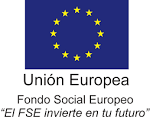 Unión Europea
Fondo Social Europeo
“El FSE invierte en tu futuro”